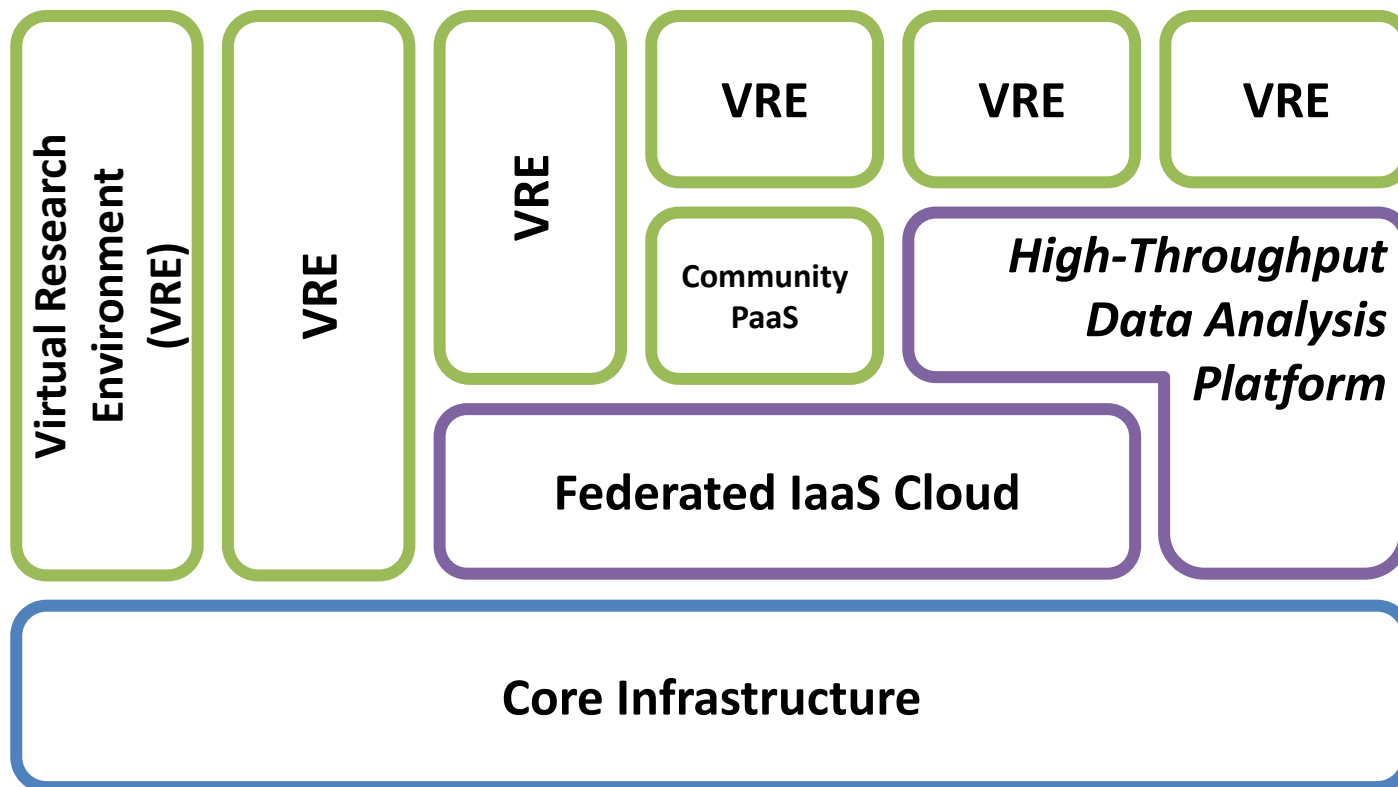 Virtual Research
Environment
(VRE)
VRE
VRE
VRE
VRE
VRE
Community
PaaS
High-Throughput
Data Analysis
Platform
Federated IaaS Cloud
Core Infrastructure